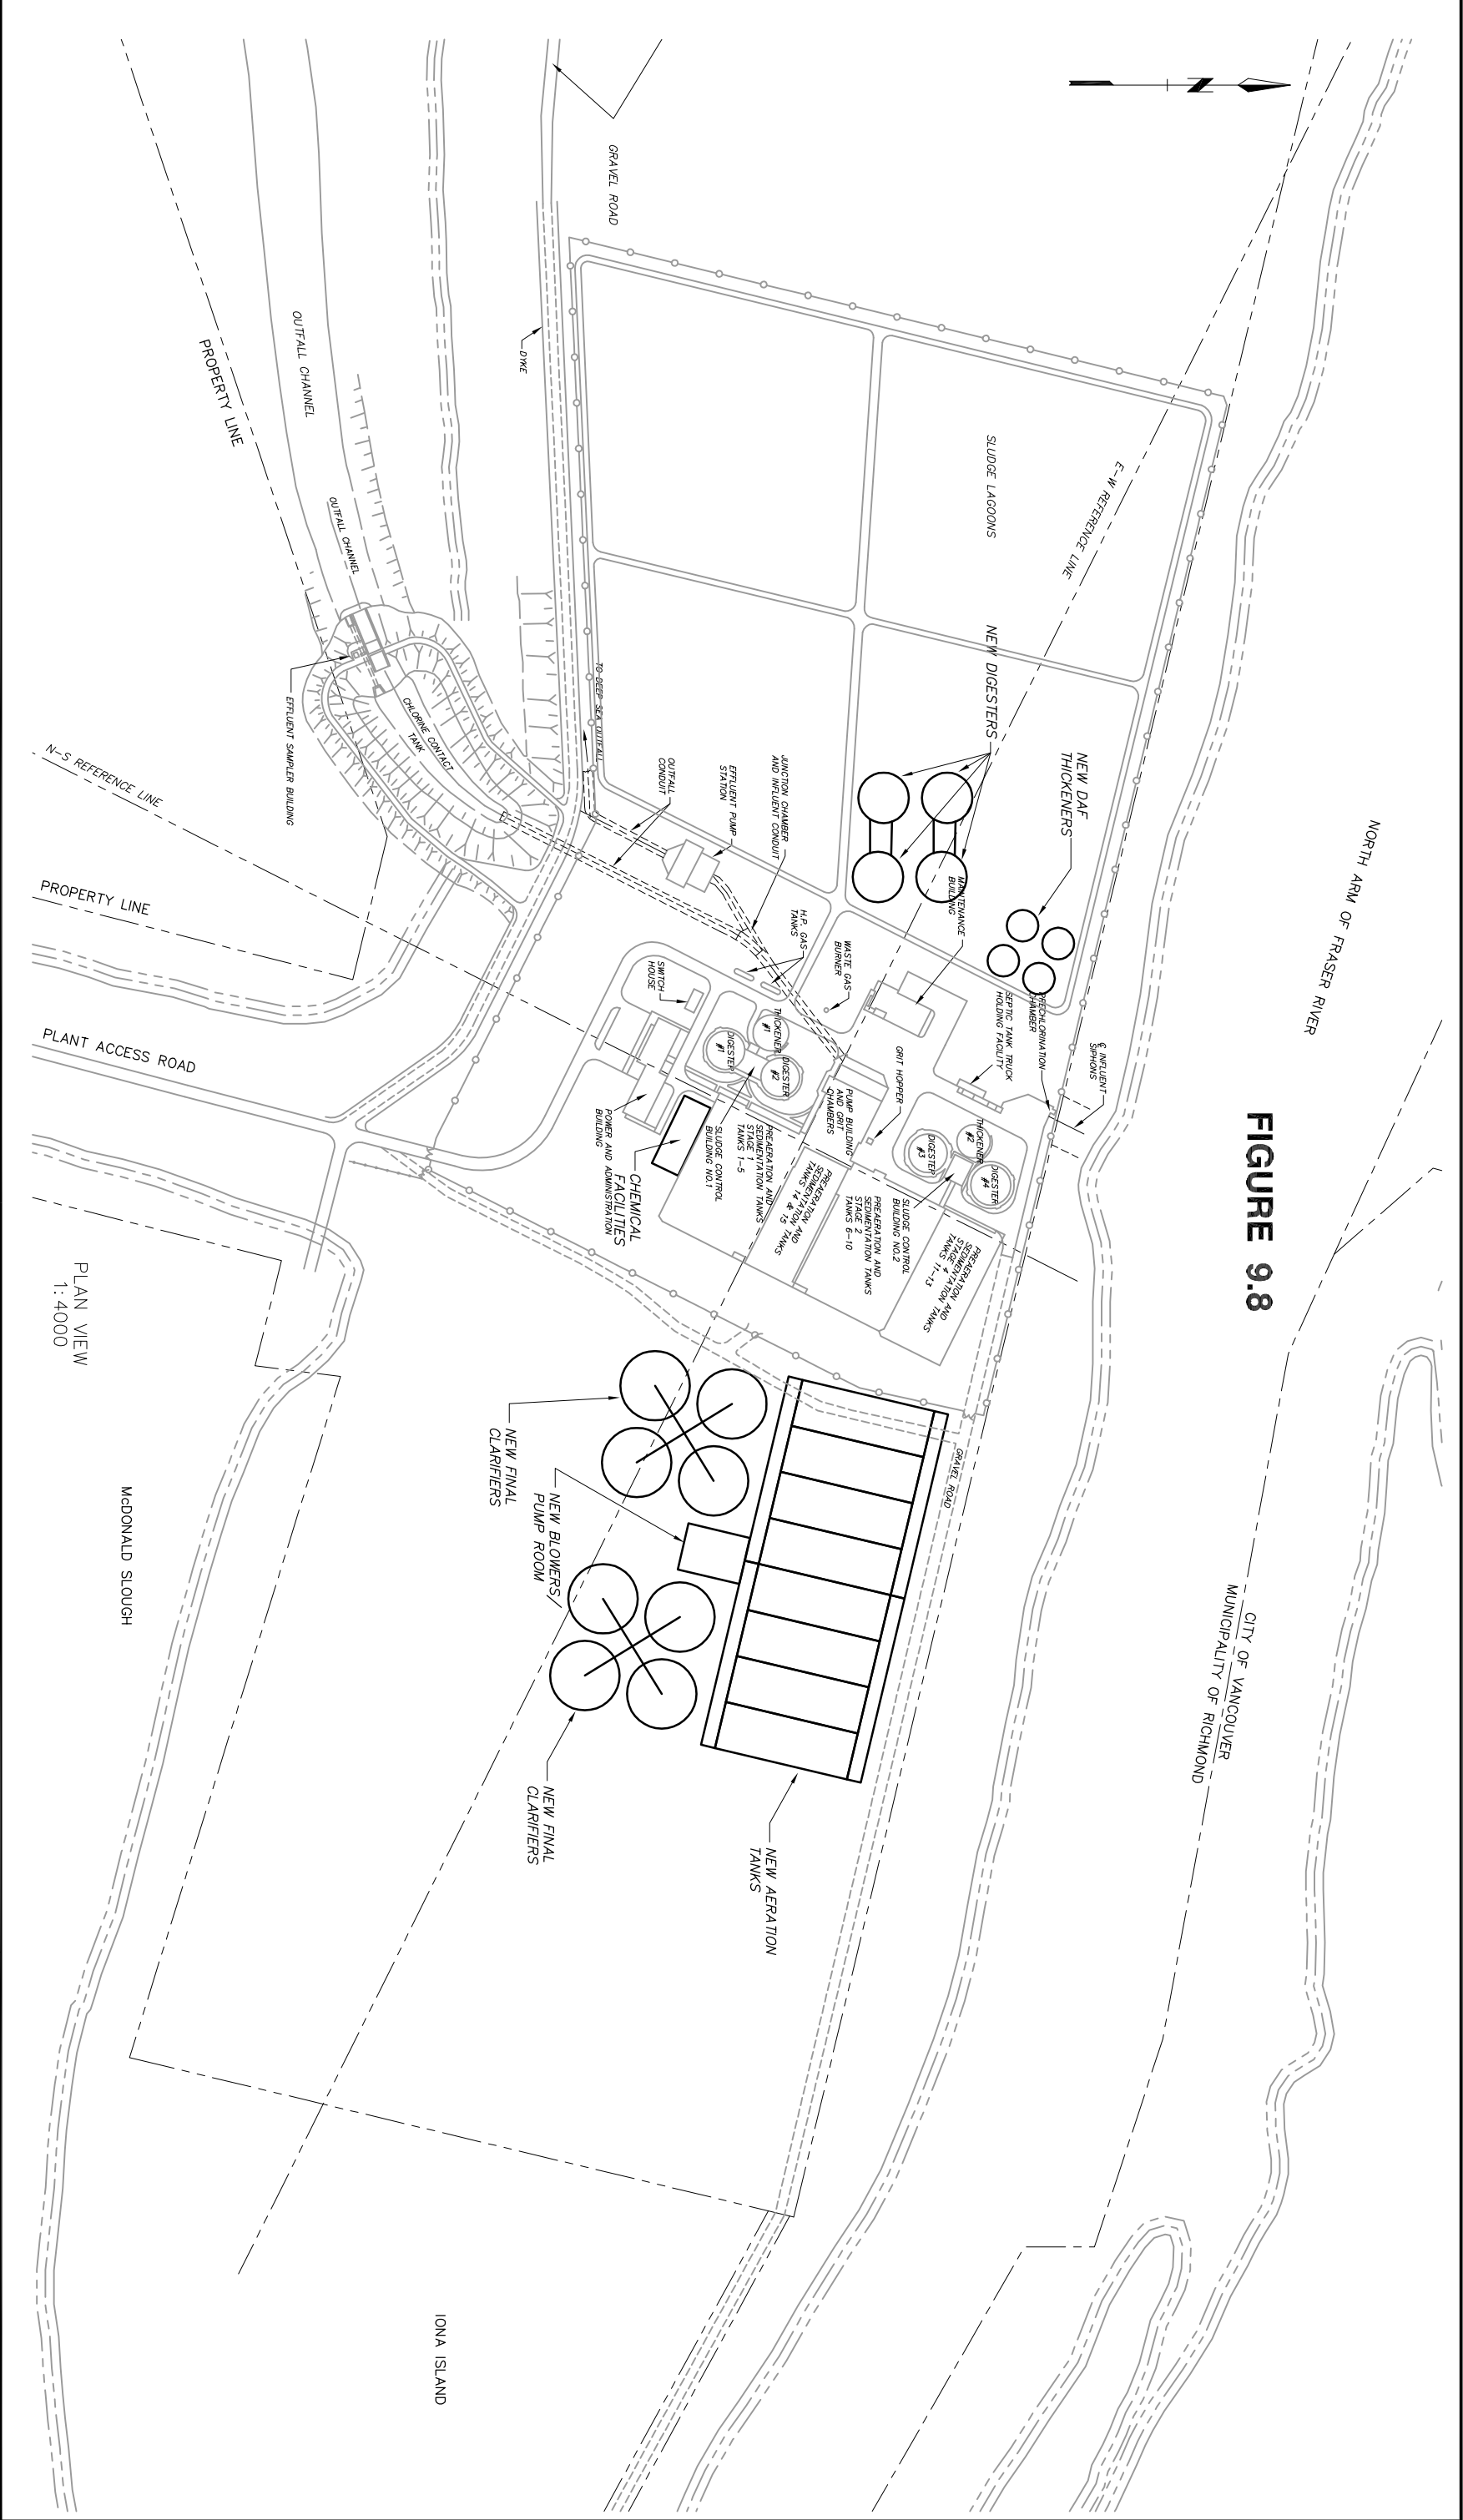 FIGURE 9.8
NORTH ARM OF FRASER RIVER
CITY OF VANCOUVER
MUNICIPALITY OF RICHMOND
N
GRAVEL ROAD
E-W REFERENCE LINE
SLUDGE LAGOONS
NEW DIGESTERS
NEW DAF
THICKENERS
MAINTENANCE
BUILDING
PRECHLORINATION
CHAMBER
℄ INFLUENT
SIPHONS
SEPTIC TANK TRUCK
HOLDING FACILITY
GRIT HOPPER
WASTE GAS
BURNER
H.P. GAS
TANKS
JUNCTION CHAMBER
AND INFLUENT CONDUIT
EFFLUENT PUMP
STATION
OUTFALL
CONDUIT
TO DEEP SEA OUTFALL
DYKE
OUTFALL CHANNEL
PROPERTY LINE
OUTFALL CHANNEL
CHLORINE CONTACT
TANK
EFFLUENT SAMPLER BUILDING
N-S REFERENCE LINE
PROPERTY LINE
PLANT ACCESS ROAD
SWITCH
HOUSE
THICKENER
#1
DIGESTER
#1
DIGESTER
#2
THICKENER
#2
DIGESTER
#3
DIGESTER
#4
PUMP BUILDING
AND GRIT
CHAMBERS
PREAERATION AND
SEDIMENTATION TANKS
STAGE 1
TANKS 1-5
SLUDGE CONTROL
BUILDING NO.1
POWER AND ADMINISTRATION
BUILDING
CHEMICAL
FACILITIES
PREAERATION AND
SEDIMENTATION AND
TANKS 14 & 15 TANKS
SLUDGE CONTROL
BUILDING NO.2
PREAERATION AND
SEDIMENTATION TANKS
STAGE 2
TANKS 6-10
PREAERATION AND
SEDIMENTATION TANKS
STAGE 4
TANKS 11-13
GRAVEL ROAD
NEW FINAL
CLARIFIERS
NEW BLOWERS/
PUMP ROOM
NEW FINAL
CLARIFIERS
NEW AERATION
TANKS
PLAN VIEW
1:4000
McDONALD SLOUGH
IONA ISLAND